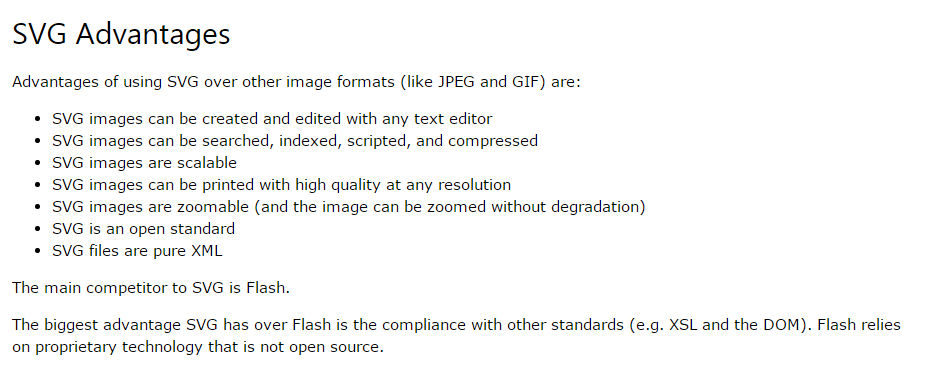 SVG Advantages
Advantages of using SVG over other image formats (like JPEG and GIF) are:
• SVG images can be created and edited with any text editor
• SVG images can be searched, indexed, scripted, and compressed
• SVG images are scalable
• SVG images can be printed with high quality at any resolution
• SVG images are zoomable (and the image can be zoomed without degradation)
• SVG is an open standard
• SVG files are pure XML
The main competitor to SVG is Flash.
The biggest advantage SVG has over Flash is the compliance with other standards (e.g. XSL and the DOM). Flash relies
on proprietary technology that is not open source.